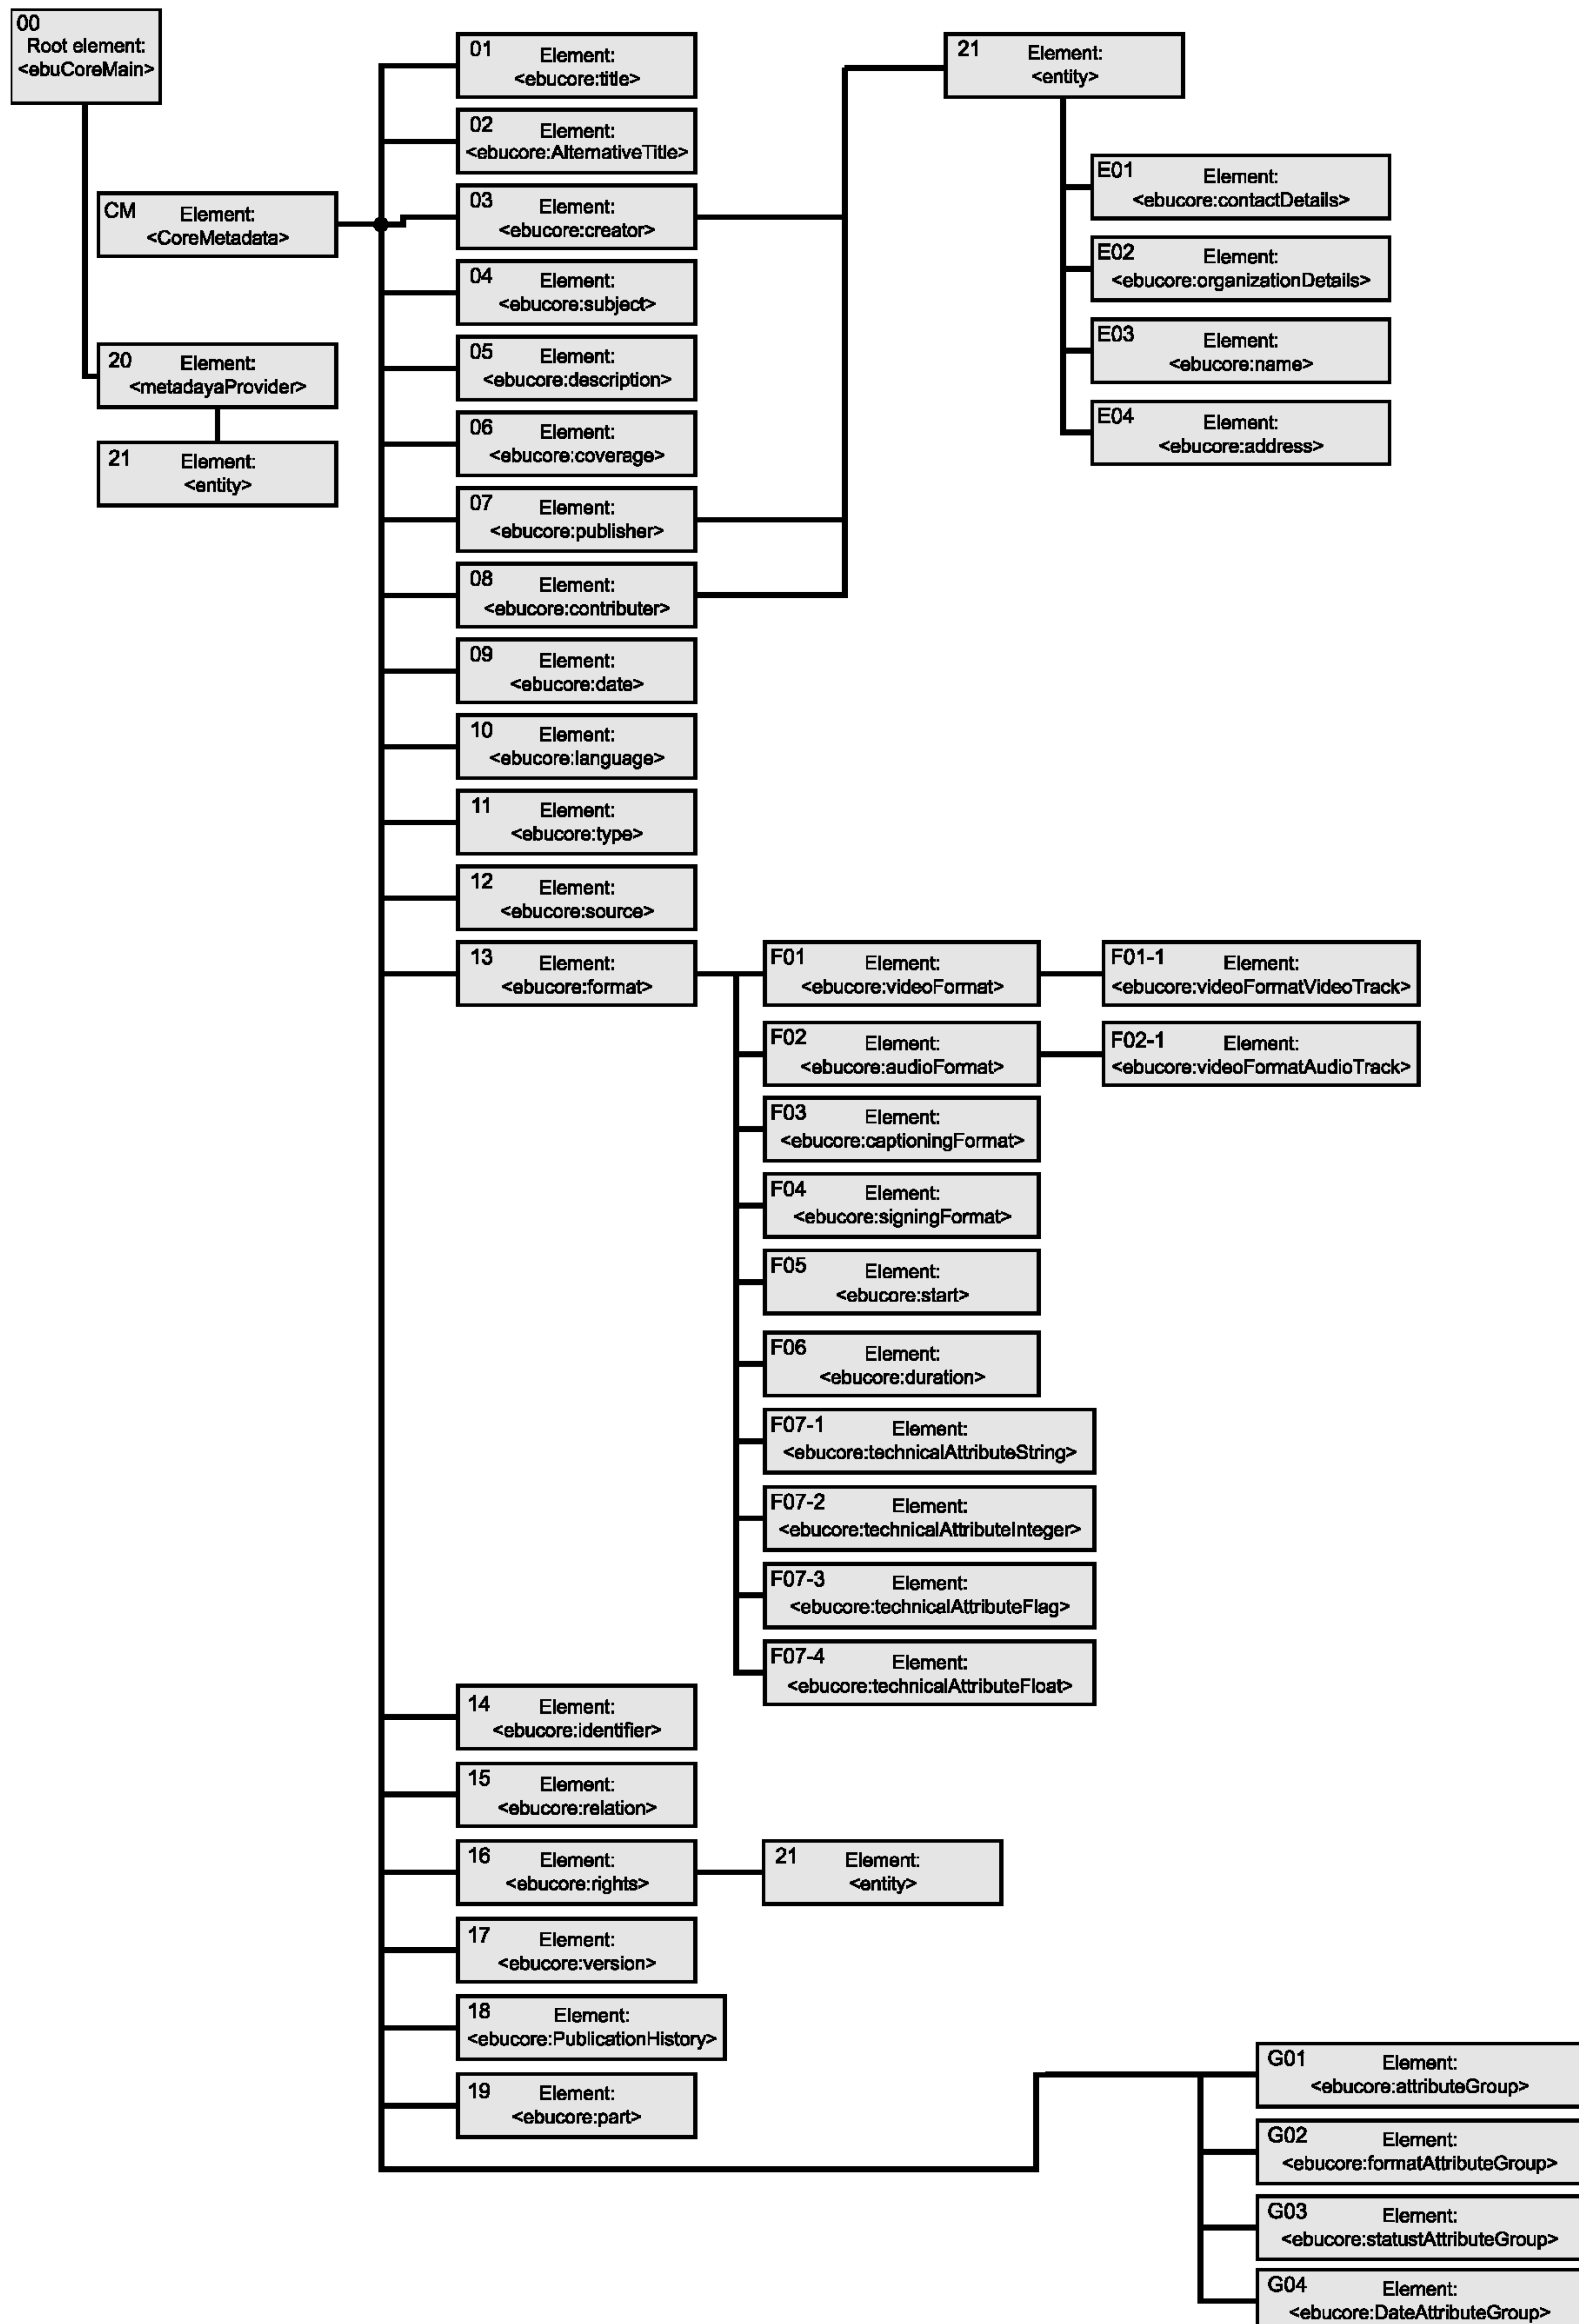 00
Root element:
<ebuCoreMain>
CM
Element:
<CoreMetadata>
20
Element:
<metadayaProvider>
21
Element:
<entity>
01
Element:
<ebucore:title>
02
Element:
<ebucore:AlternativeTitle>
03
Element:
<ebucore:creator>
04
Element:
<ebucore:subject>
05
Element:
<ebucore:description>
06
Element:
<ebucore:coverage>
07
Element:
<ebucore:publisher>
08
Element:
<ebucore:contributer>
09
Element:
<ebucore:date>
10
Element:
<ebucore:language>
11
Element:
<ebucore:type>
12
Element:
<ebucore:source>
13
Element:
<ebucore:format>
14
Element:
<ebucore:identifier>
15
Element:
<ebucore:relation>
16
Element:
<ebucore:rights>
17
Element:
<ebucore:version>
18
Element:
<ebucore:PublicationHistory>
19
Element:
<ebucore:part>
21
Element:
<entity>
E01
Element:
<ebucore:contactDetails>
E02
Element:
<ebucore:organizationDetails>
E03
Element:
<ebucore:name>
E04
Element:
<ebucore:address>
F01
Element:
<ebucore:videoFormat>
F01-1
Element:
<ebucore:videoFormatVideoTrack>
F02
Element:
<ebucore:audioFormat>
F02-1
Element:
<ebucore:videoFormatAudioTrack>
F03
Element:
<ebucore:captioningFormat>
F04
Element:
<ebucore:signingFormat>
F05
Element:
<ebucore:start>
F06
Element:
<ebucore:duration>
F07-1
Element:
<ebucore:technicalAttributeString>
F07-2
Element:
<ebucore:technicalAttributeInteger>
F07-3
Element:
<ebucore:technicalAttributeFlag>
F07-4
Element:
<ebucore:technicalAttributeFloat>
21
Element:
<entity>
G01
Element:
<ebucore:attributeGroup>
G02
Element:
<ebucore:formatAttributeGroup>
G03
Element:
<ebucore:statustAttributeGroup>
G04
Element:
<ebucore:DateAttributeGroup>